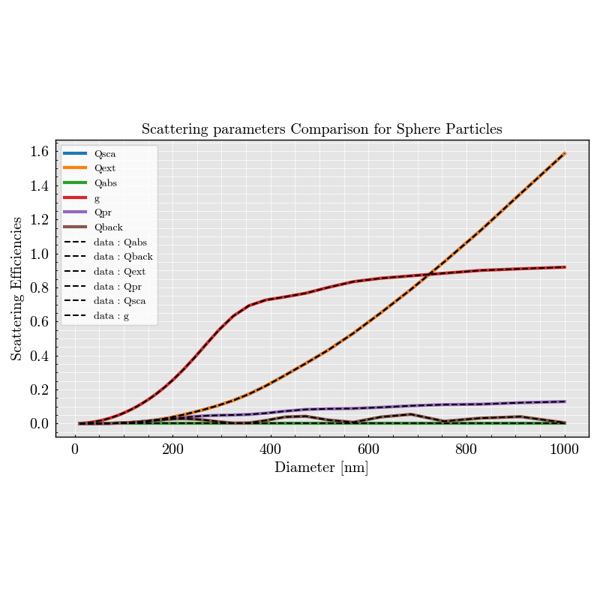 Scattering parameters Comparison for Sphere Particles
Qsca
Qext
Qabs
g
Qpr
Qback
data : Qabs
data : Qback
data : Qext
data : Qpr
data : Qsca
data : g
Scattering Efficiencies
1.6
1.4
1.2
1.0
0.8
0.6
0.4
0.2
0.0
0 200 400 600 800 1000
Diameter [nm]